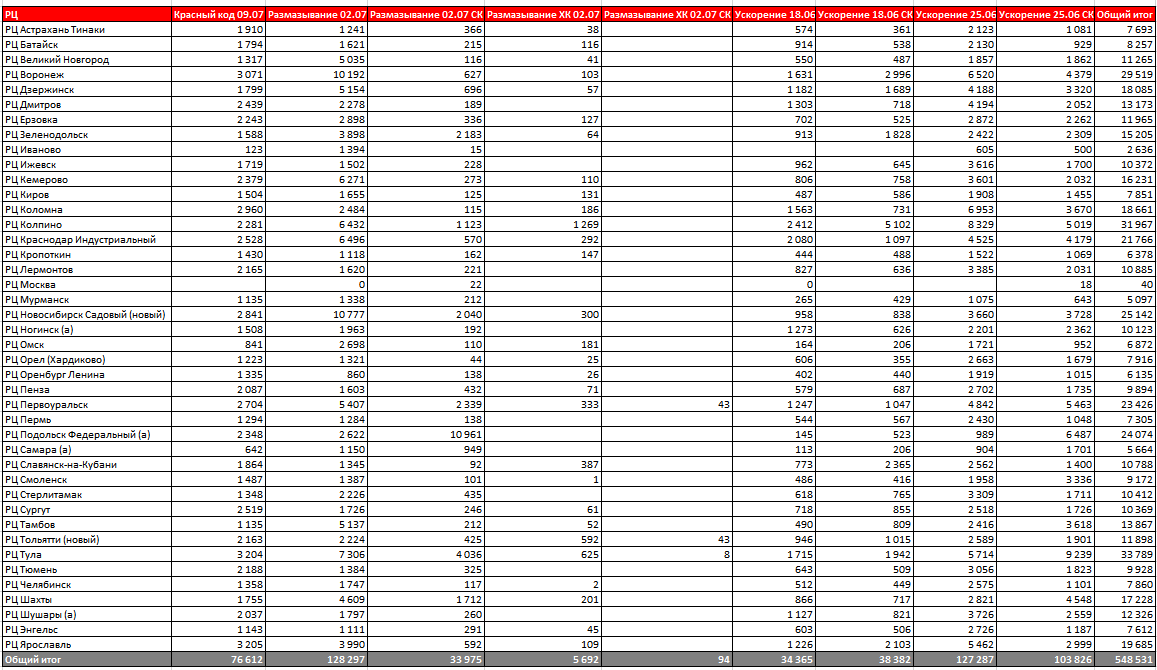 РЦ Красный код 09.07 Размазывание 02.07 Размазывание 02.07 СК Размазывание ХК 02.07 Размазывание ХК 02.07 СК Ускорение 18.06 Ускорение 18.06 СК Ускорение 25.06 Ускорение 25.06 СК Общий итог
РЦ Астрахань Тинаки 1 910 1 241 366 38 574 361 2 123 1 081 7 693
РЦ Батайск 1 794 1 621 215 116 914 538 2 130 929 8 257
РЦ Великий Новгород 1 317 5 035 116 41 550 487 1 857 1 862 11 265
РЦ Воронеж 3 071 10 192 627 103 1 631 2 996 6 520 4 379 29 519
РЦ Дзержинск 1 799 5 154 696 57 1 182 1 689 4 188 3 320 18 085
РЦ Дмитров 2 439 2 278 189 1 303 718 4 194 2 052 13 173
РЦ Ерзовка 2 243 2 898 336 127 702 525 2 872 2 262 11 965
РЦ Зеленодольск 1 588 3 898 2 183 64 913 1 828 2 422 2 309 15 205
РЦ Иваново 123 1 394 15 605 500 2 636
РЦ Ижевск 1 719 1 502 228 962 645 3 616 1 700 10 372
РЦ Кемерово 2 379 6 271 273 110 806 758 3 601 2 032 16 231
РЦ Киров 1 504 1 655 125 131 487 586 1 908 1 455 7 851
РЦ Коломна 2 960 2 484 115 186 1 563 731 6 953 3 670 18 661
РЦ Колпино 2 281 6 432 1 123 1 269 2 412 5 102 8 329 5 019 31 967
РЦ Краснодар Индустриальный 2 528 6 496 570 292 2 080 1 097 4 525 4 179 21 766
РЦ Кропоткин 1 430 1 118 162 147 444 488 1 522 1 069 6 378
РЦ Лермонтов 2 165 1 620 221 827 636 3 385 2 031 10 885
РЦ Москва 0 22 0 18 40
РЦ Мурманск 1 135 1 338 212 265 429 1 075 643 5 097
РЦ Новосибирск Садовый (новый) 2 841 10 777 2 040 300 958 838 3 660 3 728 25 142
РЦ Ногинск (а) 1 508 1 963 192 1 273 626 2 201 2 362 10 123
РЦ Омск 841 2 698 110 181 164 206 1 721 952 6 872
РЦ Орел (Хардиково) 1 223 1 321 44 25 606 355 2 663 1 679 7 916
РЦ Оренбург Ленина 1 335 860 138 26 402 440 1 919 1 015 6 135
РЦ Пенза 2 087 1 603 432 71 579 687 2 702 1 735 9 894
РЦ Первоуральск 2 704 5 407 2 339 333 43 1 247 1 047 4 842 5 463 23 426
РЦ Пермь 1 294 1 284 138 544 567 2 430 1 048 7 305
РЦ Подольск Федеральный (а) 2 348 2 622 10 961 145 523 989 6 487 24 074
РЦ Самара (а) 642 1 150 949 113 206 904 1 701 5 664
РЦ Славянск-на-Кубани 1 864 1 345 92 387 773 2 365 2 562 1 400 10 788
РЦ Смоленск 1 487 1 387 101 1 486 416 1 958 3 336 9 172
РЦ Стерлитамак 1 348 2 226 435 618 765 3 309 1 711 10 412
РЦ Сургут 2 519 1 726 246 61 718 855 2 518 1 726 10 369
РЦ Тамбов 1 135 5 137 212 52 490 809 2 416 3 618 13 867
РЦ Тольятти (новый) 2 163 2 224 425 592 43 946 1 015 2 589 1 901 11 898
РЦ Тула 3 204 7 306 4 036 625 8 1 715 1 942 5 714 9 239 33 789
РЦ Тюмень 2 188 1 384 325 643 509 3 056 1 823 9 928
РЦ Челябинск 1 358 1 747 117 2 512 449 2 575 1 101 7 860
РЦ Шахты 1 755 4 609 1 712 201 866 717 2 821 4 548 17 228
РЦ Шушары (а) 2 037 1 797 260 1 127 821 3 726 2 559 12 326
РЦ Энгельс 1 143 1 111 291 45 603 506 2 726 1 187 7 612
РЦ Ярославль 3 205 3 990 592 109 1 226 2 103 5 462 2 999 19 685
Общий итог 76 612 128 297 33 975 5 692 94 34 365 38 382 127 287 103 826 548 531